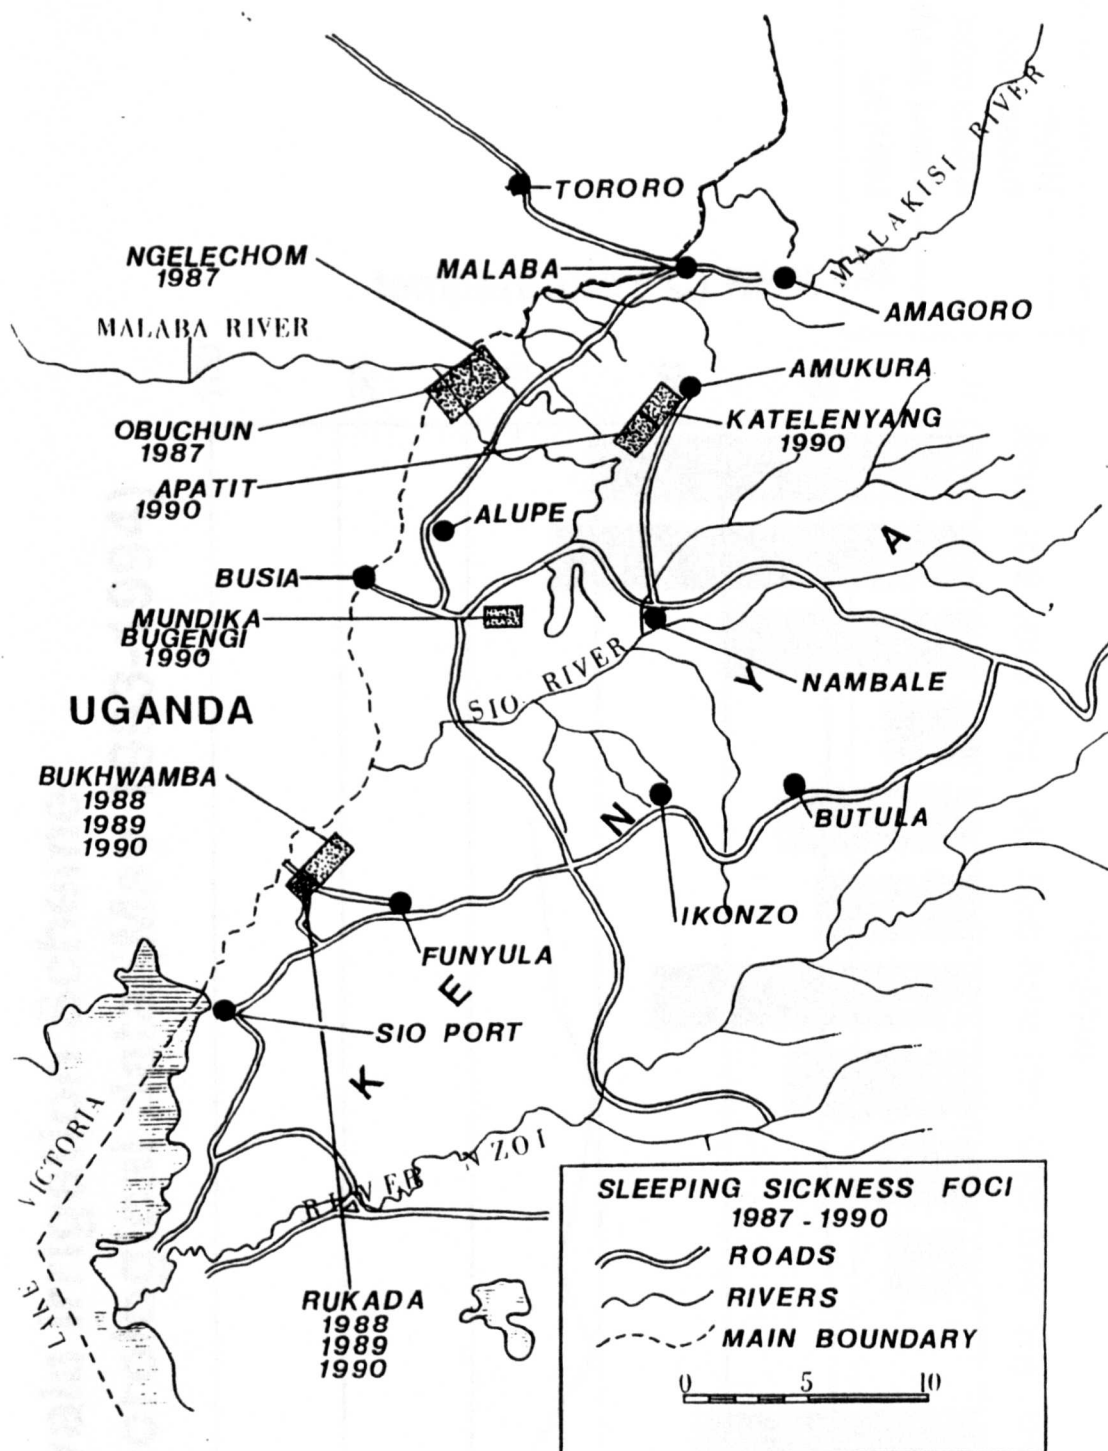 TORORO
MALAKISI RIVER
NGELECHOM
1987
MALABA
AMAGORO
MALABA RIVER
AMUKURA
OBUCHUN
1987
KATELENYANG
1990
APATIT
1990
ALUPE
BUSIA
MUNDIKA
BUGENGI
1990
SIO RIVER
NAMBALE
UGANDA
BUKHWAMBA
1988
1989
1990
BUTULA
IKONZO
FUNYULA
SIO PORT
KENYA
LAKE VICTORIA
RIVER NZOI
RUKADA
1988
1989
1990
SLEEPING SICKNESS FOCI
1987 - 1990
ROADS
RIVERS
MAIN BOUNDARY
0 5 10